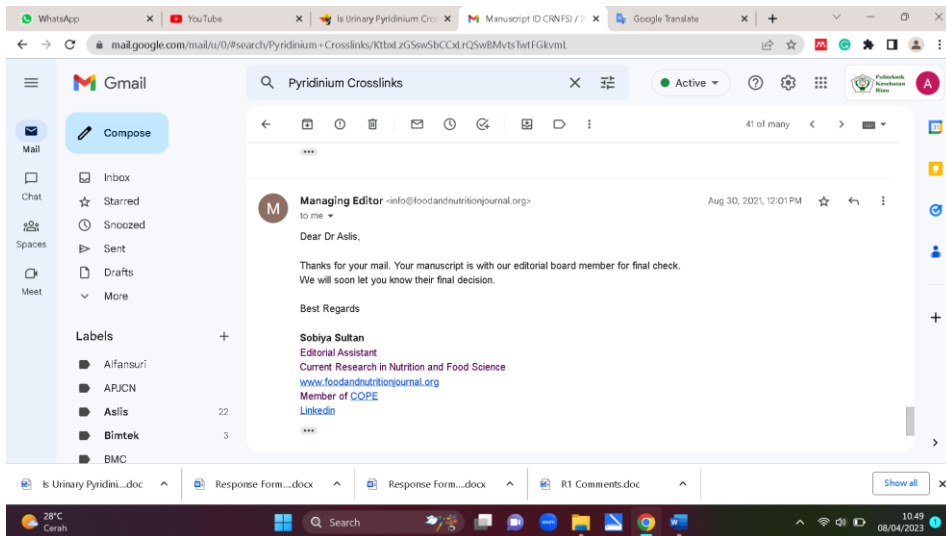 WhatsApp
YouTube
Is Urinary Pyridinium Cro
Manuscript ID CRNFSJ / 2
Google Translate
mail.google.com/mail/u/0/#search/Pyridinium+Crosslinks/KtbxLzGSswSbCCxLrQSwBMvtsTwtFGkvmL
Gmail
Pyridinium Crosslinks
Active
Politeknik
Kesehatan
Riau
A
Mail
Chat
Spaces
Meet
Compose
Inbox
Starred
Snoozed
Sent
Drafts
More
Labels
Alfansuri
APJCN
Aslis 22
Bimtek 3
BMC
41 of many
M
Managing Editor <info@foodandnutritionjournal.org>
Aug 30, 2021, 12:01 PM
to me
Dear Dr Aslis,
Thanks for your mail. Your manuscript is with our editorial board member for final check.
We will soon let you know their final decision.
Best Regards
Sobiya Sultan
Editorial Assistant
Current Research in Nutrition and Food Science
www.foodandnutritionjournal.org
Member of COPE
Linkedin
Is Urinary Pyridini....doc
Response Form....docx
Response Form....docx
R1 Comments.doc
Show all
28°C
Cerah
Search
10.49
08/04/2023
1